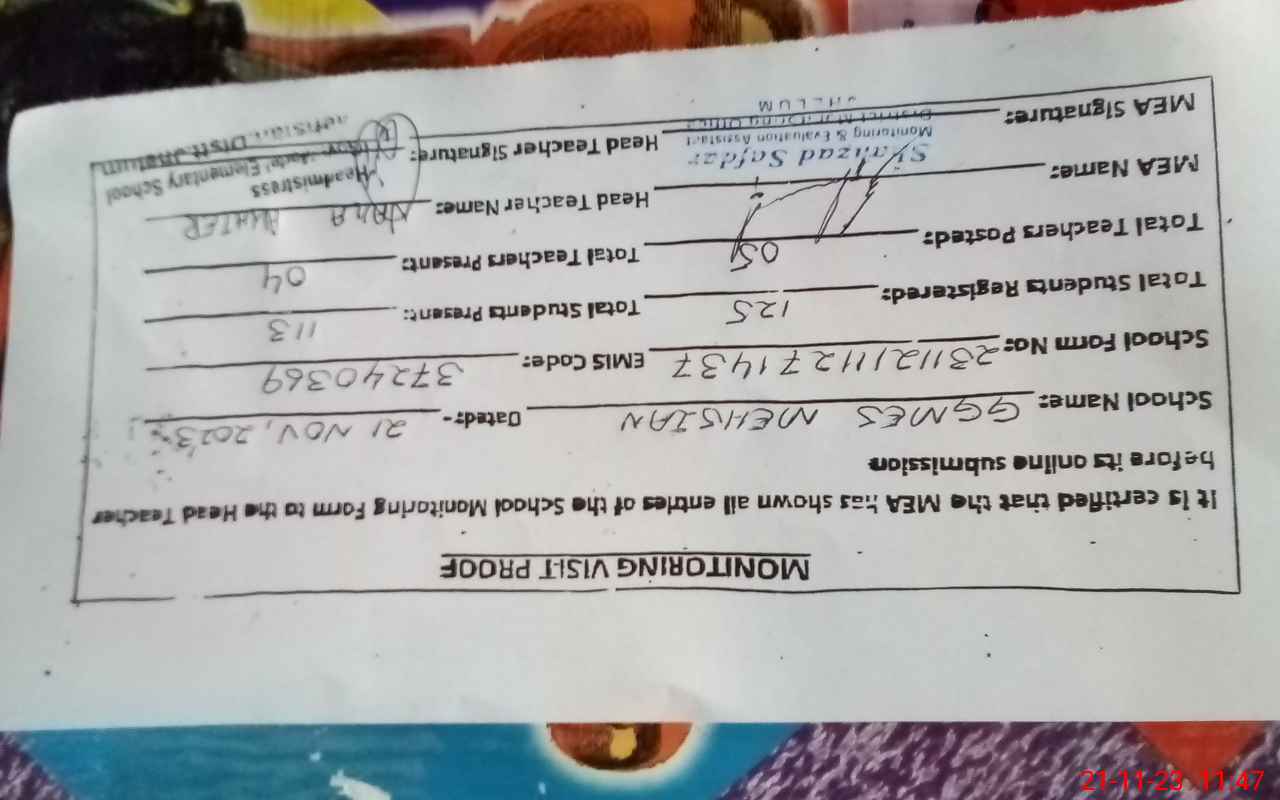 MONITORING VISIT PROOF
It is certified that the MEA has shown all entries of the School Monitoring Form to the Head Teacher
before its online submission
School Name: GGMES MEHSIAN Dated:- 21 NOV, 2023
School Form No: 231121112771437 EMIS Code: 37240369
Total Students Registered: 125 Total Students Present: 113
Total Teachers Posted: 05 Total Teachers Present: 04
MEA Name: Head Teacher Name: AKHTER
Shahzad Safdar Headmistress
Monitoring & Evaluation Assistant Elementary School
MEA Signature: Head Teacher Signature: Distt. Jhelum
District Monitoring Office
JHELUM
21-11-23 11:47